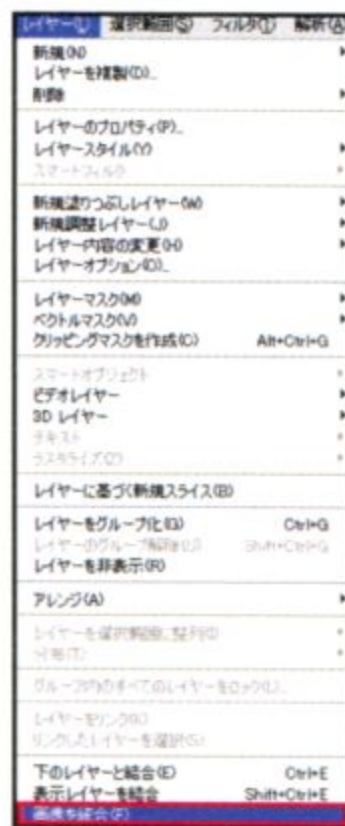 レイヤー(L) 選択範囲(S) フィルタ(T) 解析(A)
新規(N)
レイヤーを複製(D)...
削除
レイヤーのプロパティ(P)...
レイヤースタイル(Y)
スマートフィルタ
新規塗りつぶしレイヤー(W)
新規調整レイヤー(J)
レイヤー内容の変更(H)
レイヤーオプション(O)...
レイヤーマスク(M)
ベクトルマスク(V)
クリッピングマスクを作成(C) Alt+Ctrl+G
スマートオブジェクト
ビデオレイヤー
3D レイヤー
テキスト
ラスタライズ(Z)
レイヤーに基づく新規スライス(B)
レイヤーをグループ化(G) Ctrl+G
レイヤーのグループ解除(U) Shift+Ctrl+G
レイヤーを非表示(R)
アレンジ(A)
レイヤーを選択範囲に整列(I)
分布(T)
グループ内のすべてのレイヤーをロック(L)...
レイヤーをリンク(K)
リンクしたレイヤーを選択(S)
下のレイヤーと結合(E) Ctrl+E
表示レイヤーを結合 Shift+Ctrl+E
画像を統合(F)